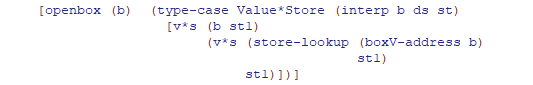 [openbox (b) (type-case Value*Store (interp b ds st)
[v*s (b st1)
(v*s (store-lookup (boxV-address b)
st1)
st1)])]